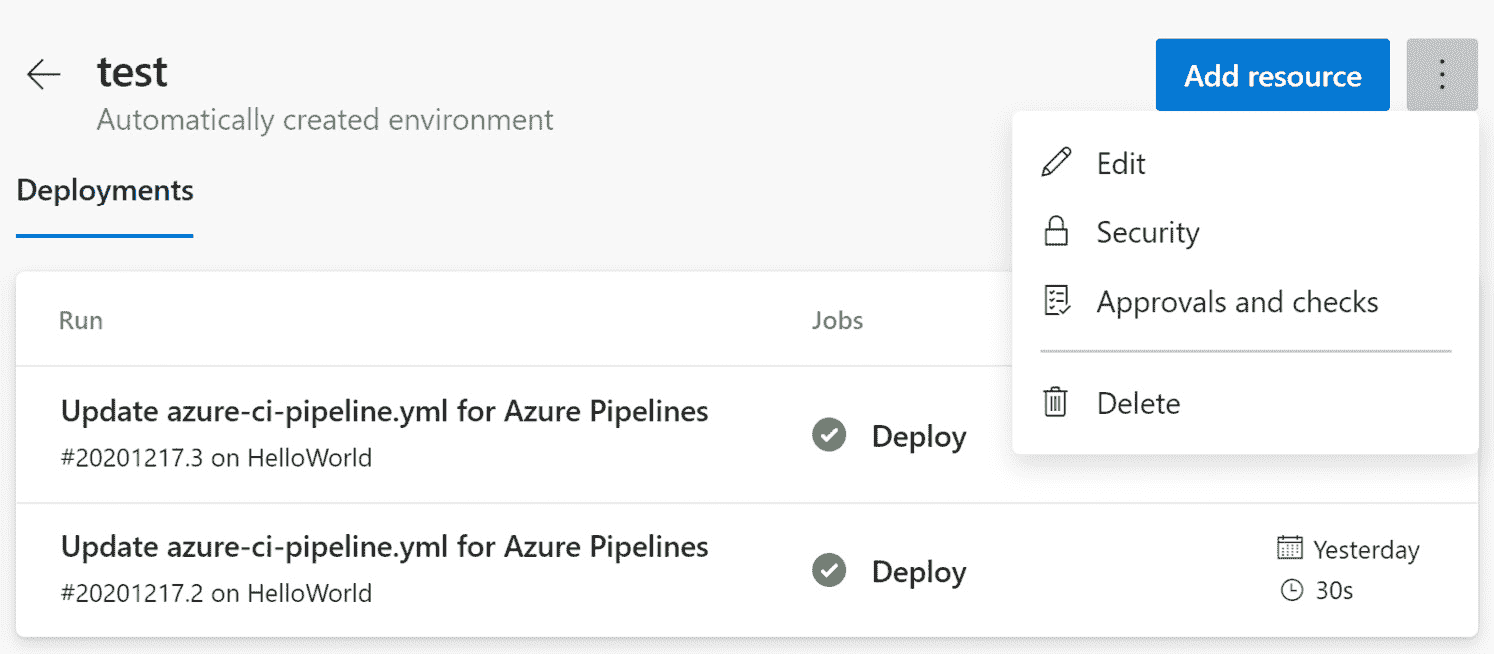 test
Add resource
Automatically created environment
Edit
Deployments
Security
Approvals and checks
Run
Jobs
Delete
Update azure-ci-pipeline.yml for Azure Pipelines
#20201217.3 on HelloWorld
Deploy
Update azure-ci-pipeline.yml for Azure Pipelines
#20201217.2 on HelloWorld
Deploy
Yesterday
30s